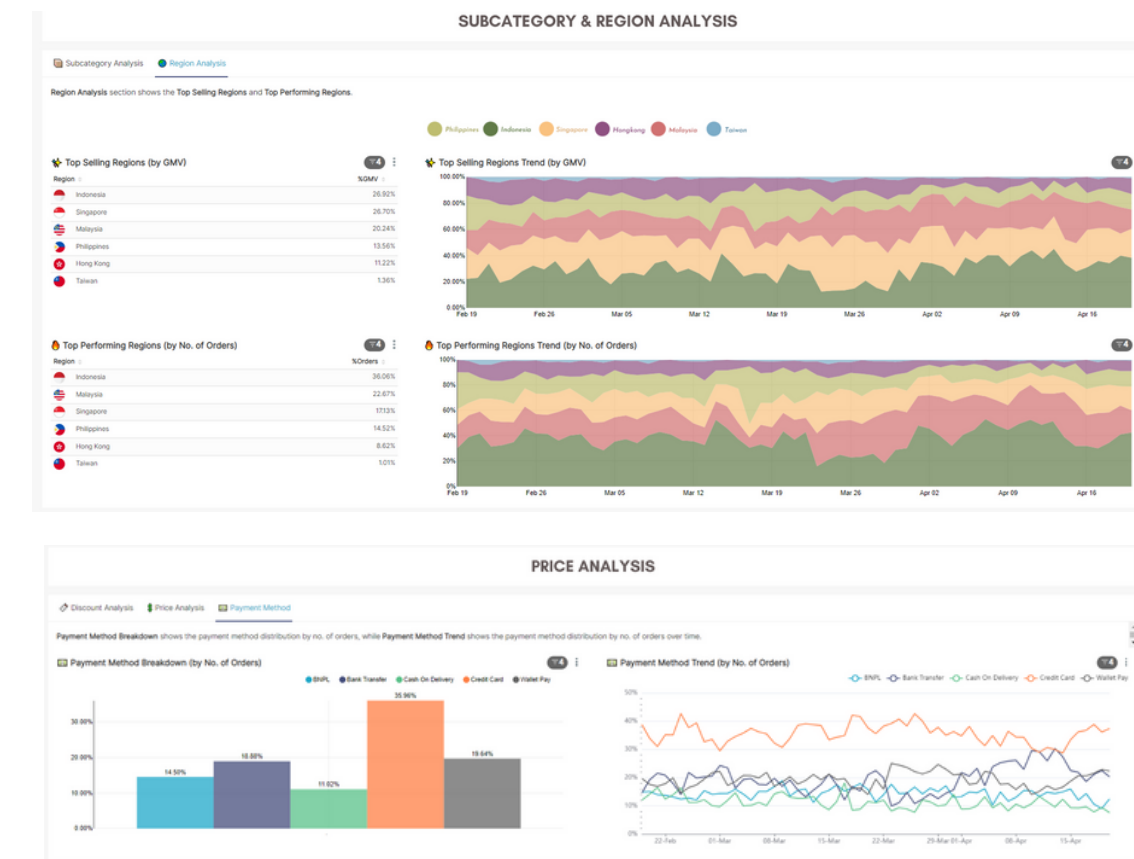 SUBCATEGORY & REGION ANALYSIS
Subcategory Analysis Region Analysis
Region Analysis section shows the Top Selling Regions and Top Performing Regions.
Philippines Indonesia Singapore Hongkong Malaysia Taiwan
Top Selling Regions (by GMV) 4
Region %GMV
Indonesia 26.92%
Singapore 26.70%
Malaysia 20.24%
Philippines 13.56%
Hong Kong 11.22%
Taiwan 1.36%
Top Selling Regions Trend (by GMV) 4
100.00%
80.00%
60.00%
40.00%
20.00%
0.00%
Feb 19 Feb 26 Mar 05 Mar 12 Mar 19 Mar 26 Apr 02 Apr 09 Apr 16
Top Performing Regions (by No. of Orders) 4
Region %Orders
Indonesia 36.06%
Malaysia 22.67%
Singapore 17.13%
Philippines 14.52%
Hong Kong 8.62%
Taiwan 1.01%
Top Performing Regions Trend (by No. of Orders) 4
100%
80%
60%
40%
20%
0%
Feb 19 Feb 26 Mar 05 Mar 12 Mar 19 Mar 26 Apr 02 Apr 09 Apr 16
PRICE ANALYSIS
Discount Analysis Price Analysis Payment Method
Payment Method Breakdown shows the payment method distribution by no. of orders, while Payment Method Trend shows the payment method distribution by no. of orders over time.
Payment Method Breakdown (by No. of Orders) 4
BNPL Bank Transfer Cash On Delivery Credit Card Wallet Pay
30.00%
20.00%
10.00%
0.00%
14.50%
35.96%
19.64%
Payment Method Trend (by No. of Orders) 4
BNPL Bank Transfer Cash On Delivery Credit Card Wallet Pay
50%
40%
30%
20%
10%
0%
22-Feb 01-Mar 08-Mar 15-Mar 22-Mar 29-Mar 01-Apr 08-Apr 15-Apr